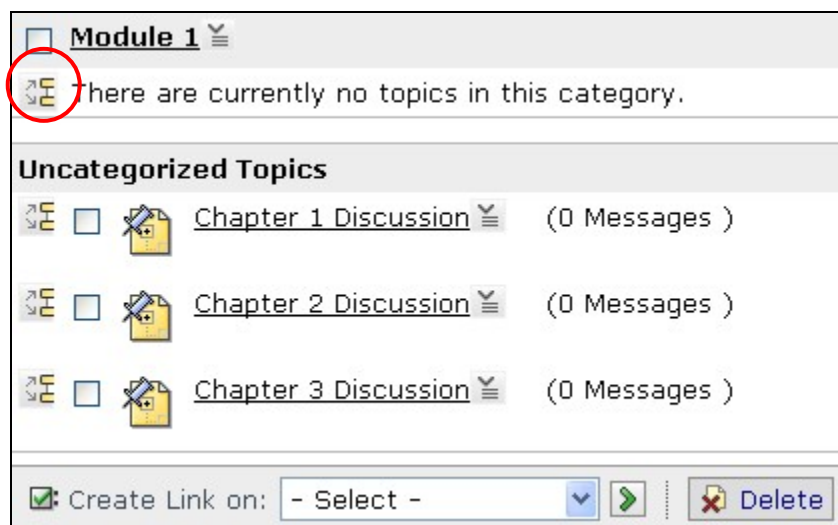 Module 1
There are currently no topics in this category.
Uncategorized Topics
Chapter 1 Discussion (0 Messages )
Chapter 2 Discussion (0 Messages )
Chapter 3 Discussion (0 Messages )
Create Link on: - Select - Delete